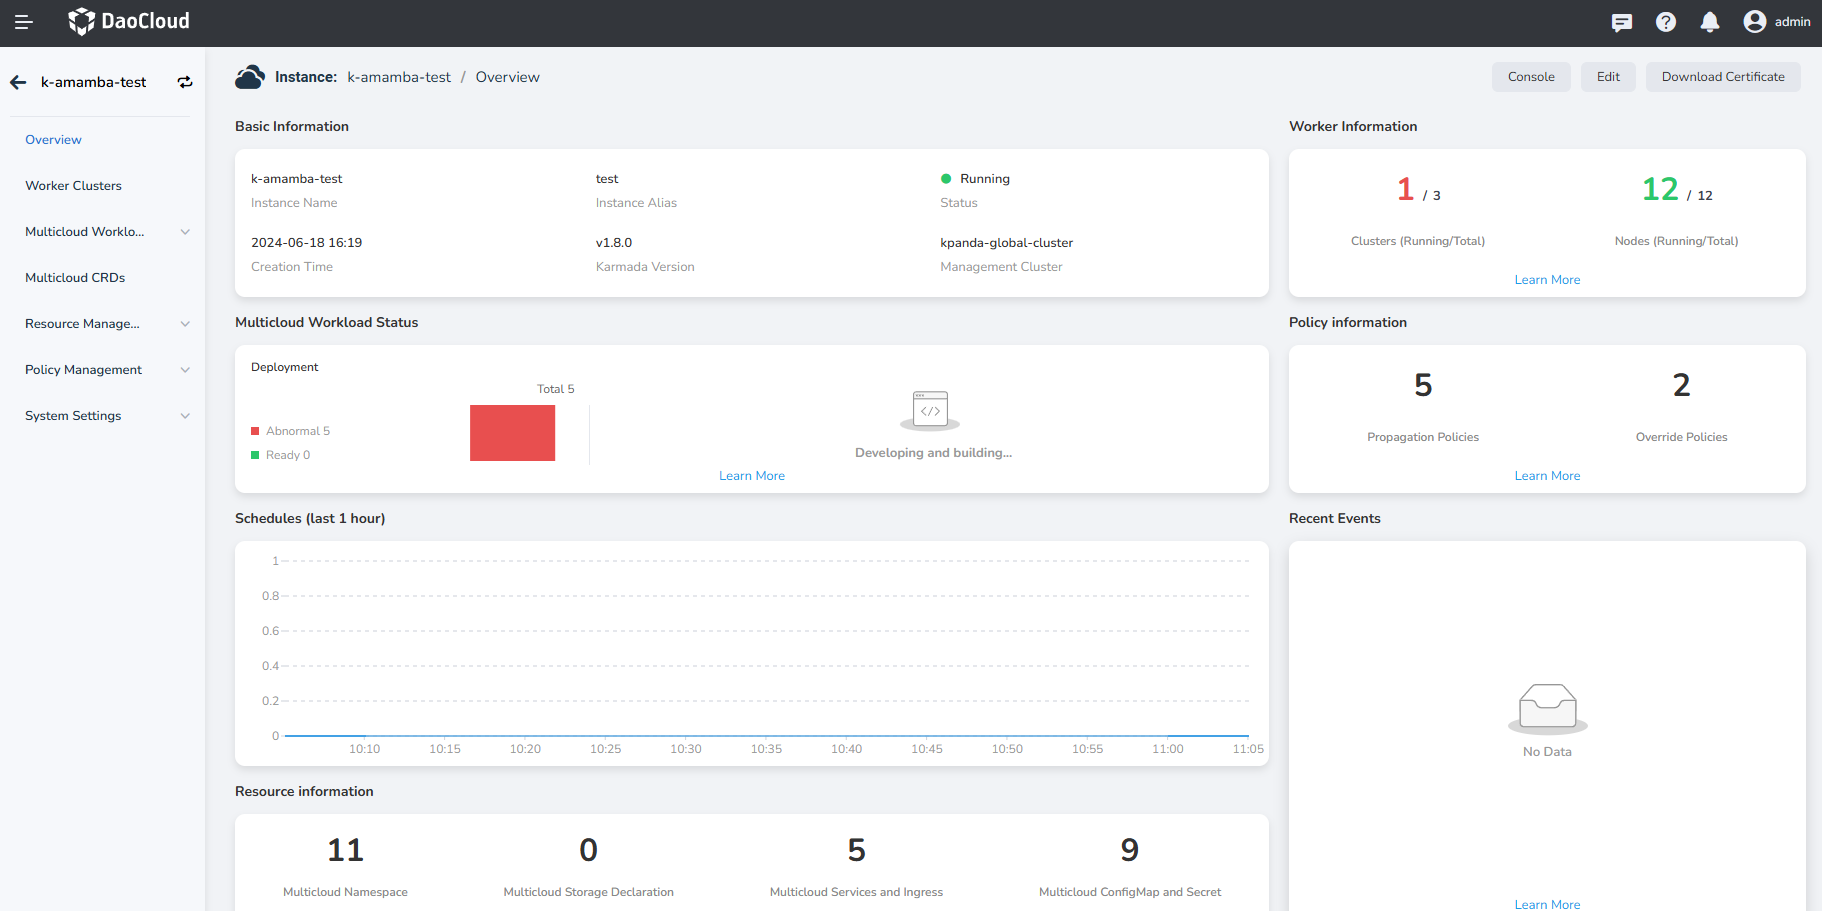 DaoCloud
admin
k-amamba-test
Overview
Worker Clusters
Multicloud Worklo...
Multicloud CRDs
Resource Manage...
Policy Management
System Settings
Instance: k-amamba-test / Overview
Console
Edit
Download Certificate
Basic Information
k-amamba-test
Instance Name
test
Instance Alias
Running
Status
2024-06-18 16:19
Creation Time
v1.8.0
Karmada Version
kpanda-global-cluster
Management Cluster
Worker Information
1 / 3
Clusters (Running/Total)
12 / 12
Nodes (Running/Total)
Learn More
Multicloud Workload Status
Deployment
Total 5
Abnormal 5
Ready 0
</>
Developing and building...
Learn More
Policy information
5
Propagation Policies
2
Override Policies
Learn More
Schedules (last 1 hour)
1
0.8
0.6
0.4
0.2
0
10:10 10:15 10:20 10:25 10:30 10:35 10:40 10:45 10:50 10:55 11:00 11:05
Recent Events
No Data
Learn More
Resource information
11
Multicloud Namespace
0
Multicloud Storage Declaration
5
Multicloud Services and Ingress
9
Multicloud ConfigMap and Secret